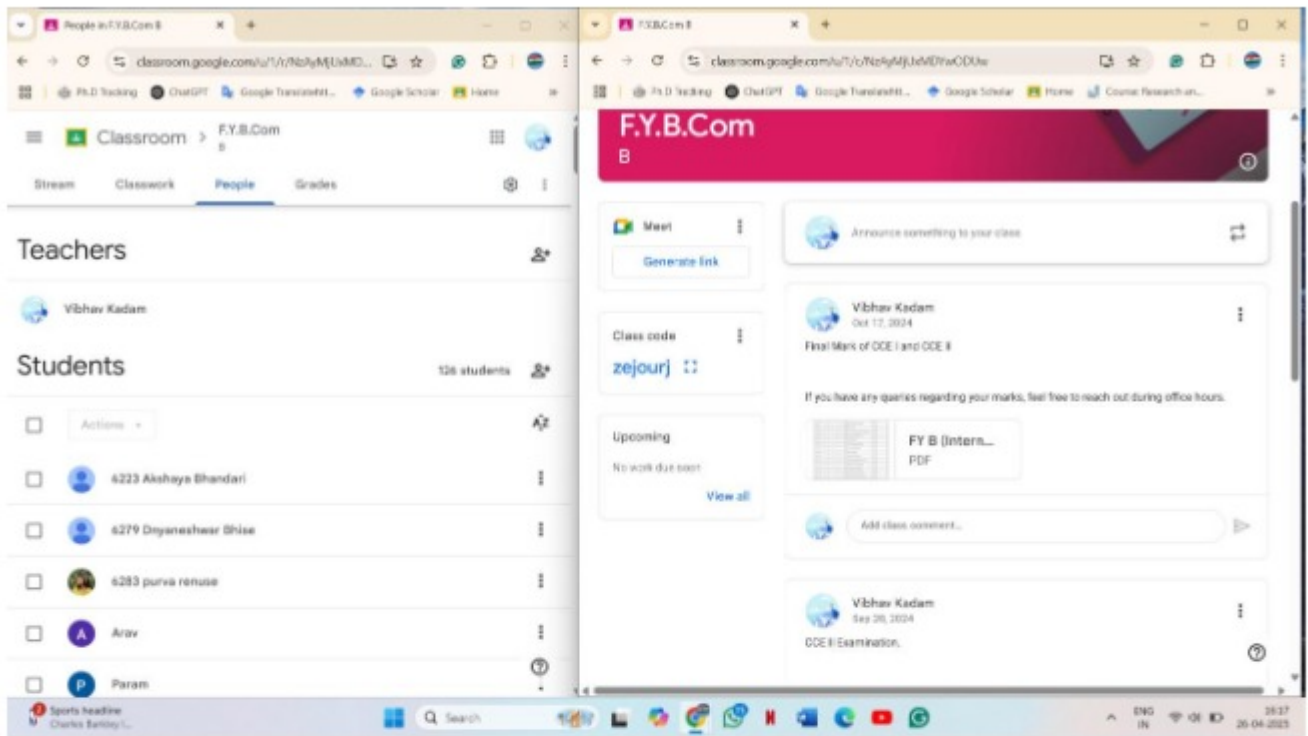 People in F.Y.B.Com B
classroom.google.com/u/1/r/NzAyMjUxMD...
Ph.D Tracking ChatGPT Google Scholar Home
Classroom > F.Y.B.Com
B
Stream Classwork People Grades
Teachers
Vibhav Kadam
Students 126 students
Actions
6223 Akshaya Bhandari
6279 Dnyaneshwar Bhise
6283 purva renuse
A Arav
P Param
F.Y.B.Com B
Ph.D Tracking ChatGPT Google Scholar Home
F.Y.B.Com
B
Meet
Generate link
Class code
zejourj
Upcoming
No work due soon
View all
Announce something to your class
Vibhav Kadam
Oct 17, 2024
Final Mark of CCE I and CCE II
If you have any queries regarding your marks, feel free to reach out during office hours.
FY B (Intern...
PDF
Add class comment...
Vibhav Kadam
Sep 26, 2024
CCE II Examination.
Sports headline
Charles Barkley
Search
ENG
IN
26-04-2025